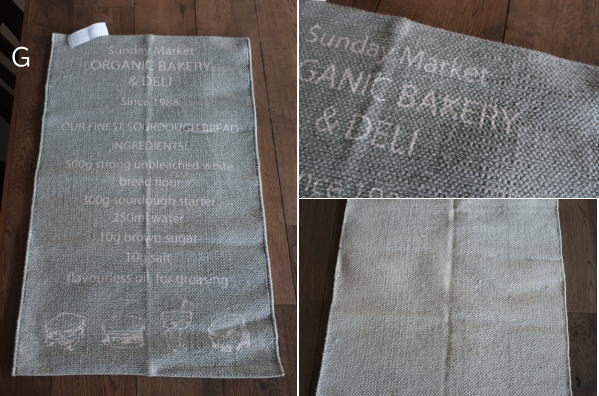 G
Sunday Market
ORGANIC BAKERY
& DELI
Since 1988
OUR FINEST SOURDOUGH BREAD
INGREDIENTS:
500g strong unbleached white
bread flour
300g sourdough starter
250ml water
10g brown sugar
10g salt
flavourless oil, for greasing
Sunday Market
GANIC BAKERY
& DELI